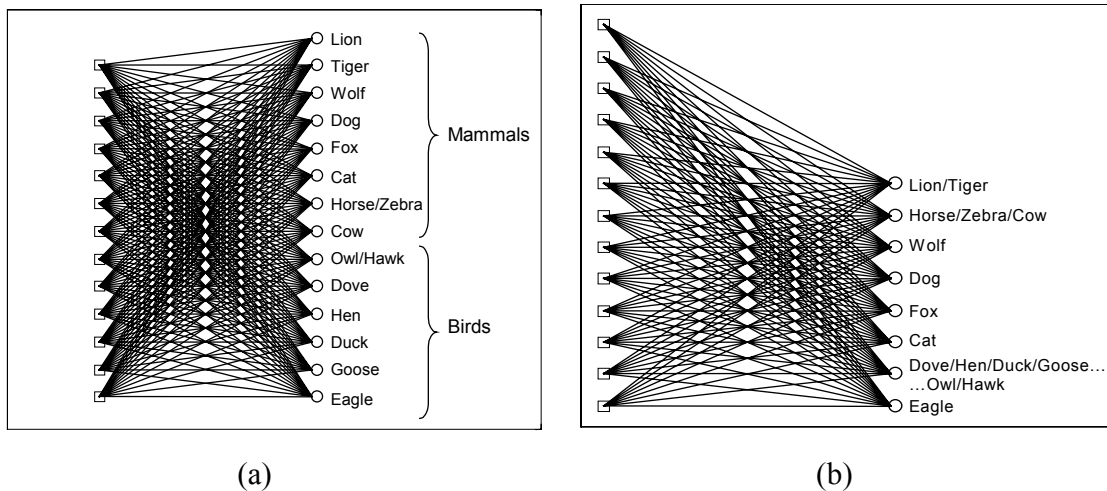 Lion
Tiger
Wolf
Dog
Fox
Cat
Horse/Zebra
Cow
Owl/Hawk
Dove
Hen
Duck
Goose
Eagle
Mammals
Birds
(a)
Lion/Tiger
Horse/Zebra/Cow
Wolf
Dog
Fox
Cat
Dove/Hen/Duck/Goose…
…Owl/Hawk
Eagle
(b)